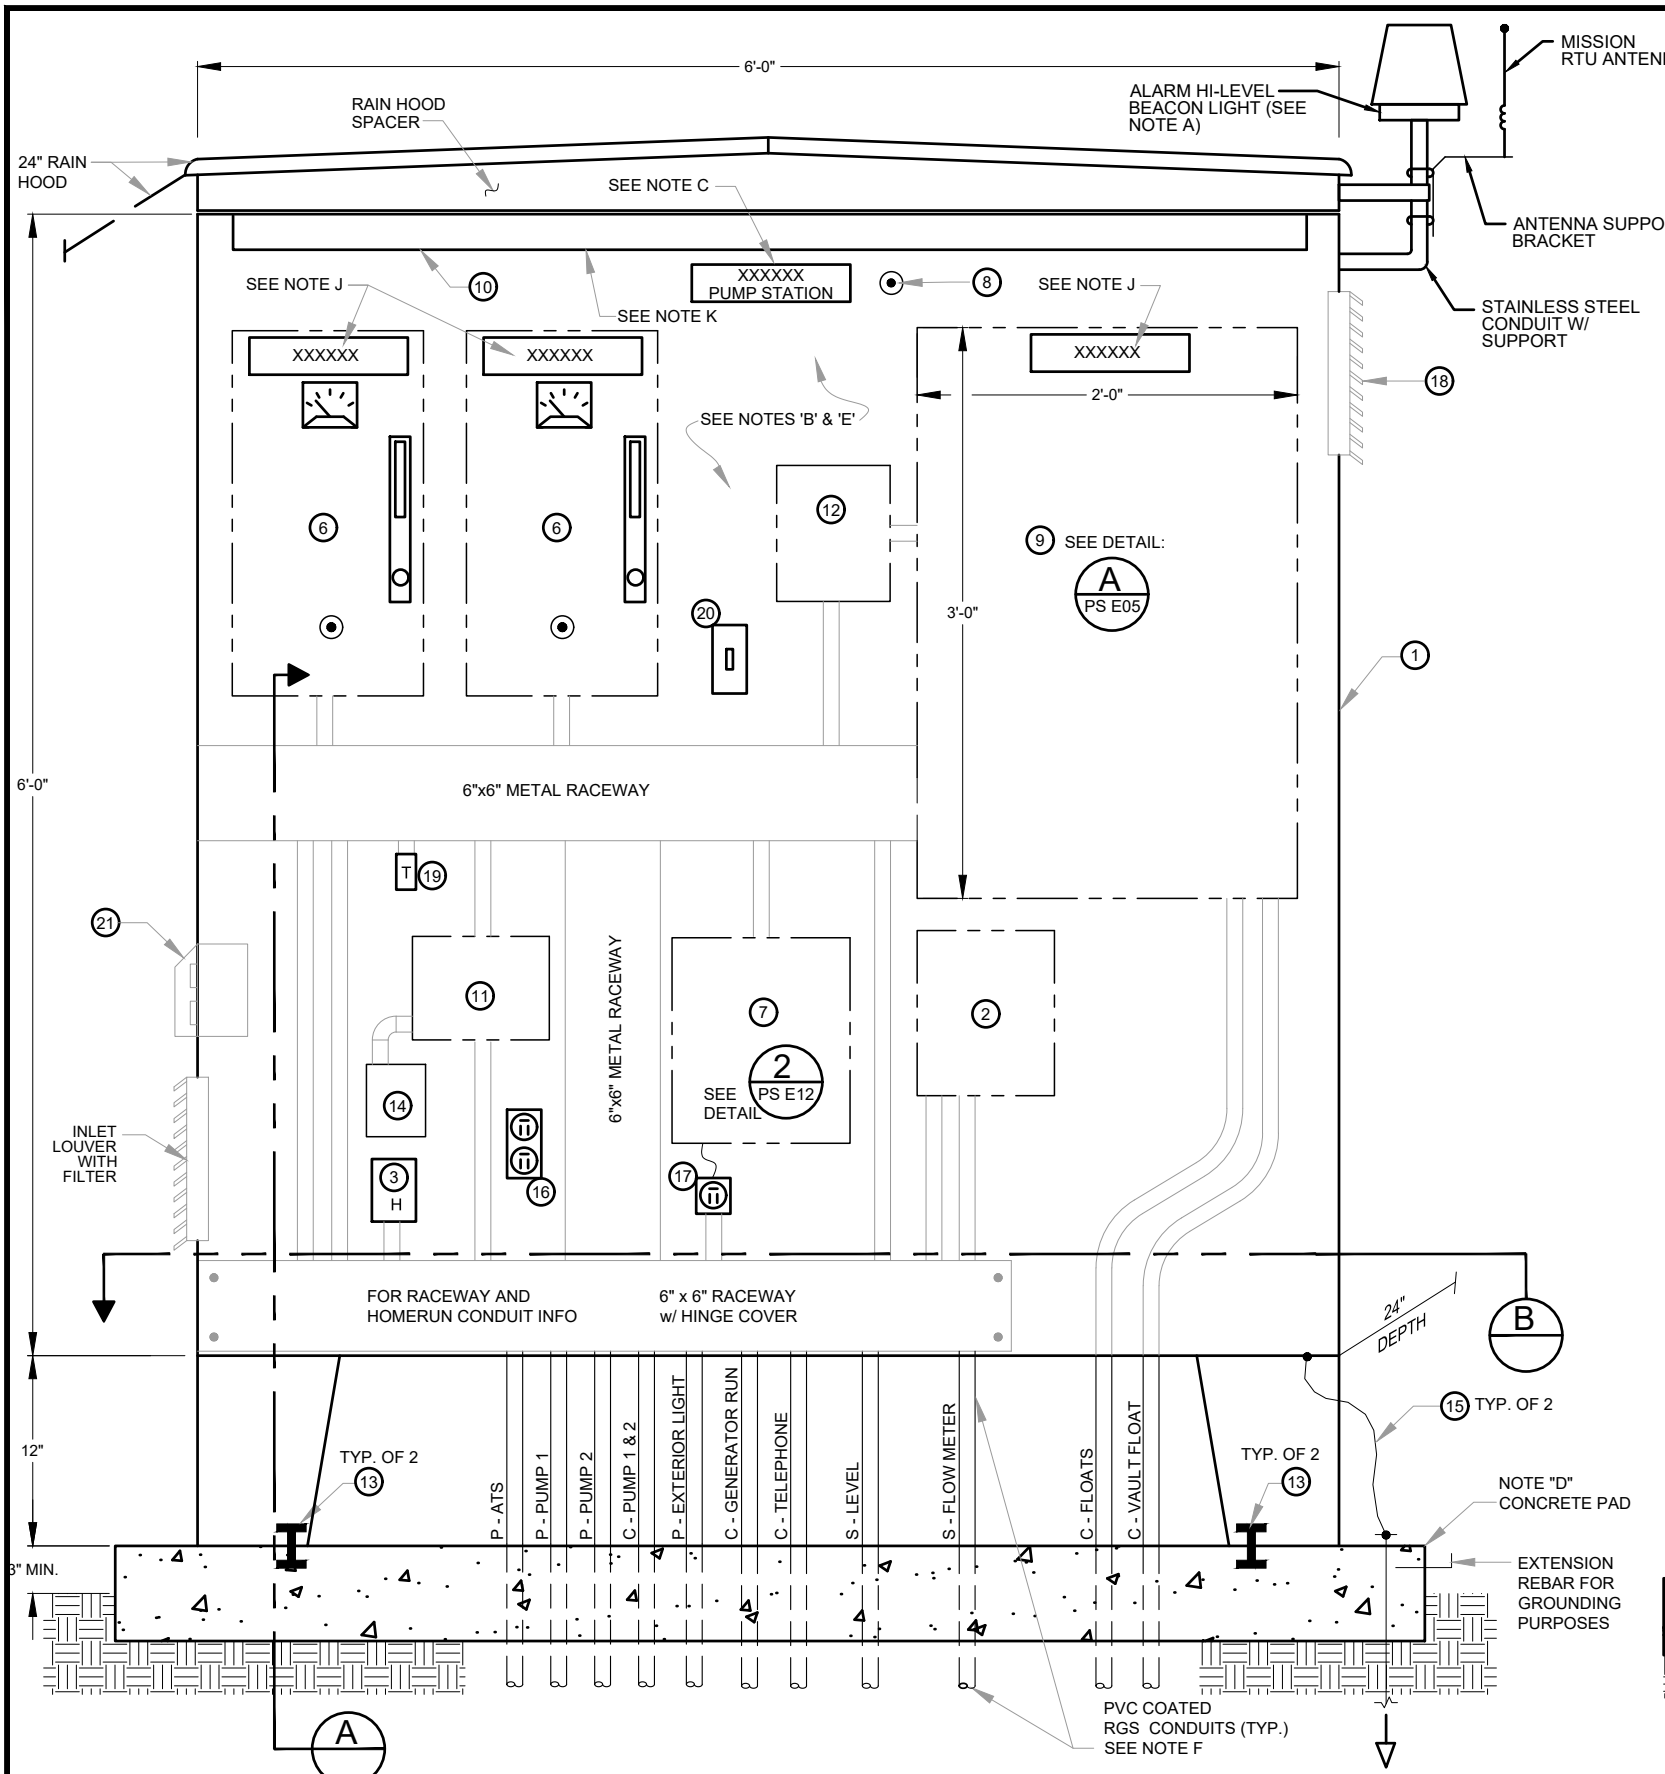 6'-0"
MISSION
RTU ANTEN
ALARM HI-LEVEL
BEACON LIGHT (SEE
NOTE A)
RAIN HOOD
SPACER
24" RAIN
HOOD
SEE NOTE C
ANTENNA SUPPO
BRACKET
XXXXXX
PUMP STATION
8
10
SEE NOTE J
SEE NOTE J
SEE NOTE K
STAINLESS STEEL
CONDUIT W/
SUPPORT
XXXXXX
XXXXXX
XXXXXX
18
2'-0"
SEE NOTES 'B' & 'E'
6
6
12
9
SEE DETAIL:
A
PS E05
3'-0"
20
1
6'-0"
6"x6" METAL RACEWAY
T
19
21
11
6"x6" METAL RACEWAY
7
2
2
PS E12
SEE
DETAIL
14
INLET
LOUVER
WITH
FILTER
3
H
16
17
FOR RACEWAY AND
HOMERUN CONDUIT INFO
6" x 6" RACEWAY
w/ HINGE COVER
24"
DEPTH
B
12"
TYP. OF 2
13
P - ATS
P - PUMP 1
P - PUMP 2
C - PUMP 1 & 2
P - EXTERIOR LIGHT
C - GENERATOR RUN
C - TELEPHONE
S - LEVEL
S - FLOW METER
C - FLOATS
C - VAULT FLOAT
TYP. OF 2
13
15
TYP. OF 2
NOTE "D"
CONCRETE PAD
3" MIN.
EXTENSION
REBAR FOR
GROUNDING
PURPOSES
PVC COATED
RGS CONDUITS (TYP.)
SEE NOTE F
A